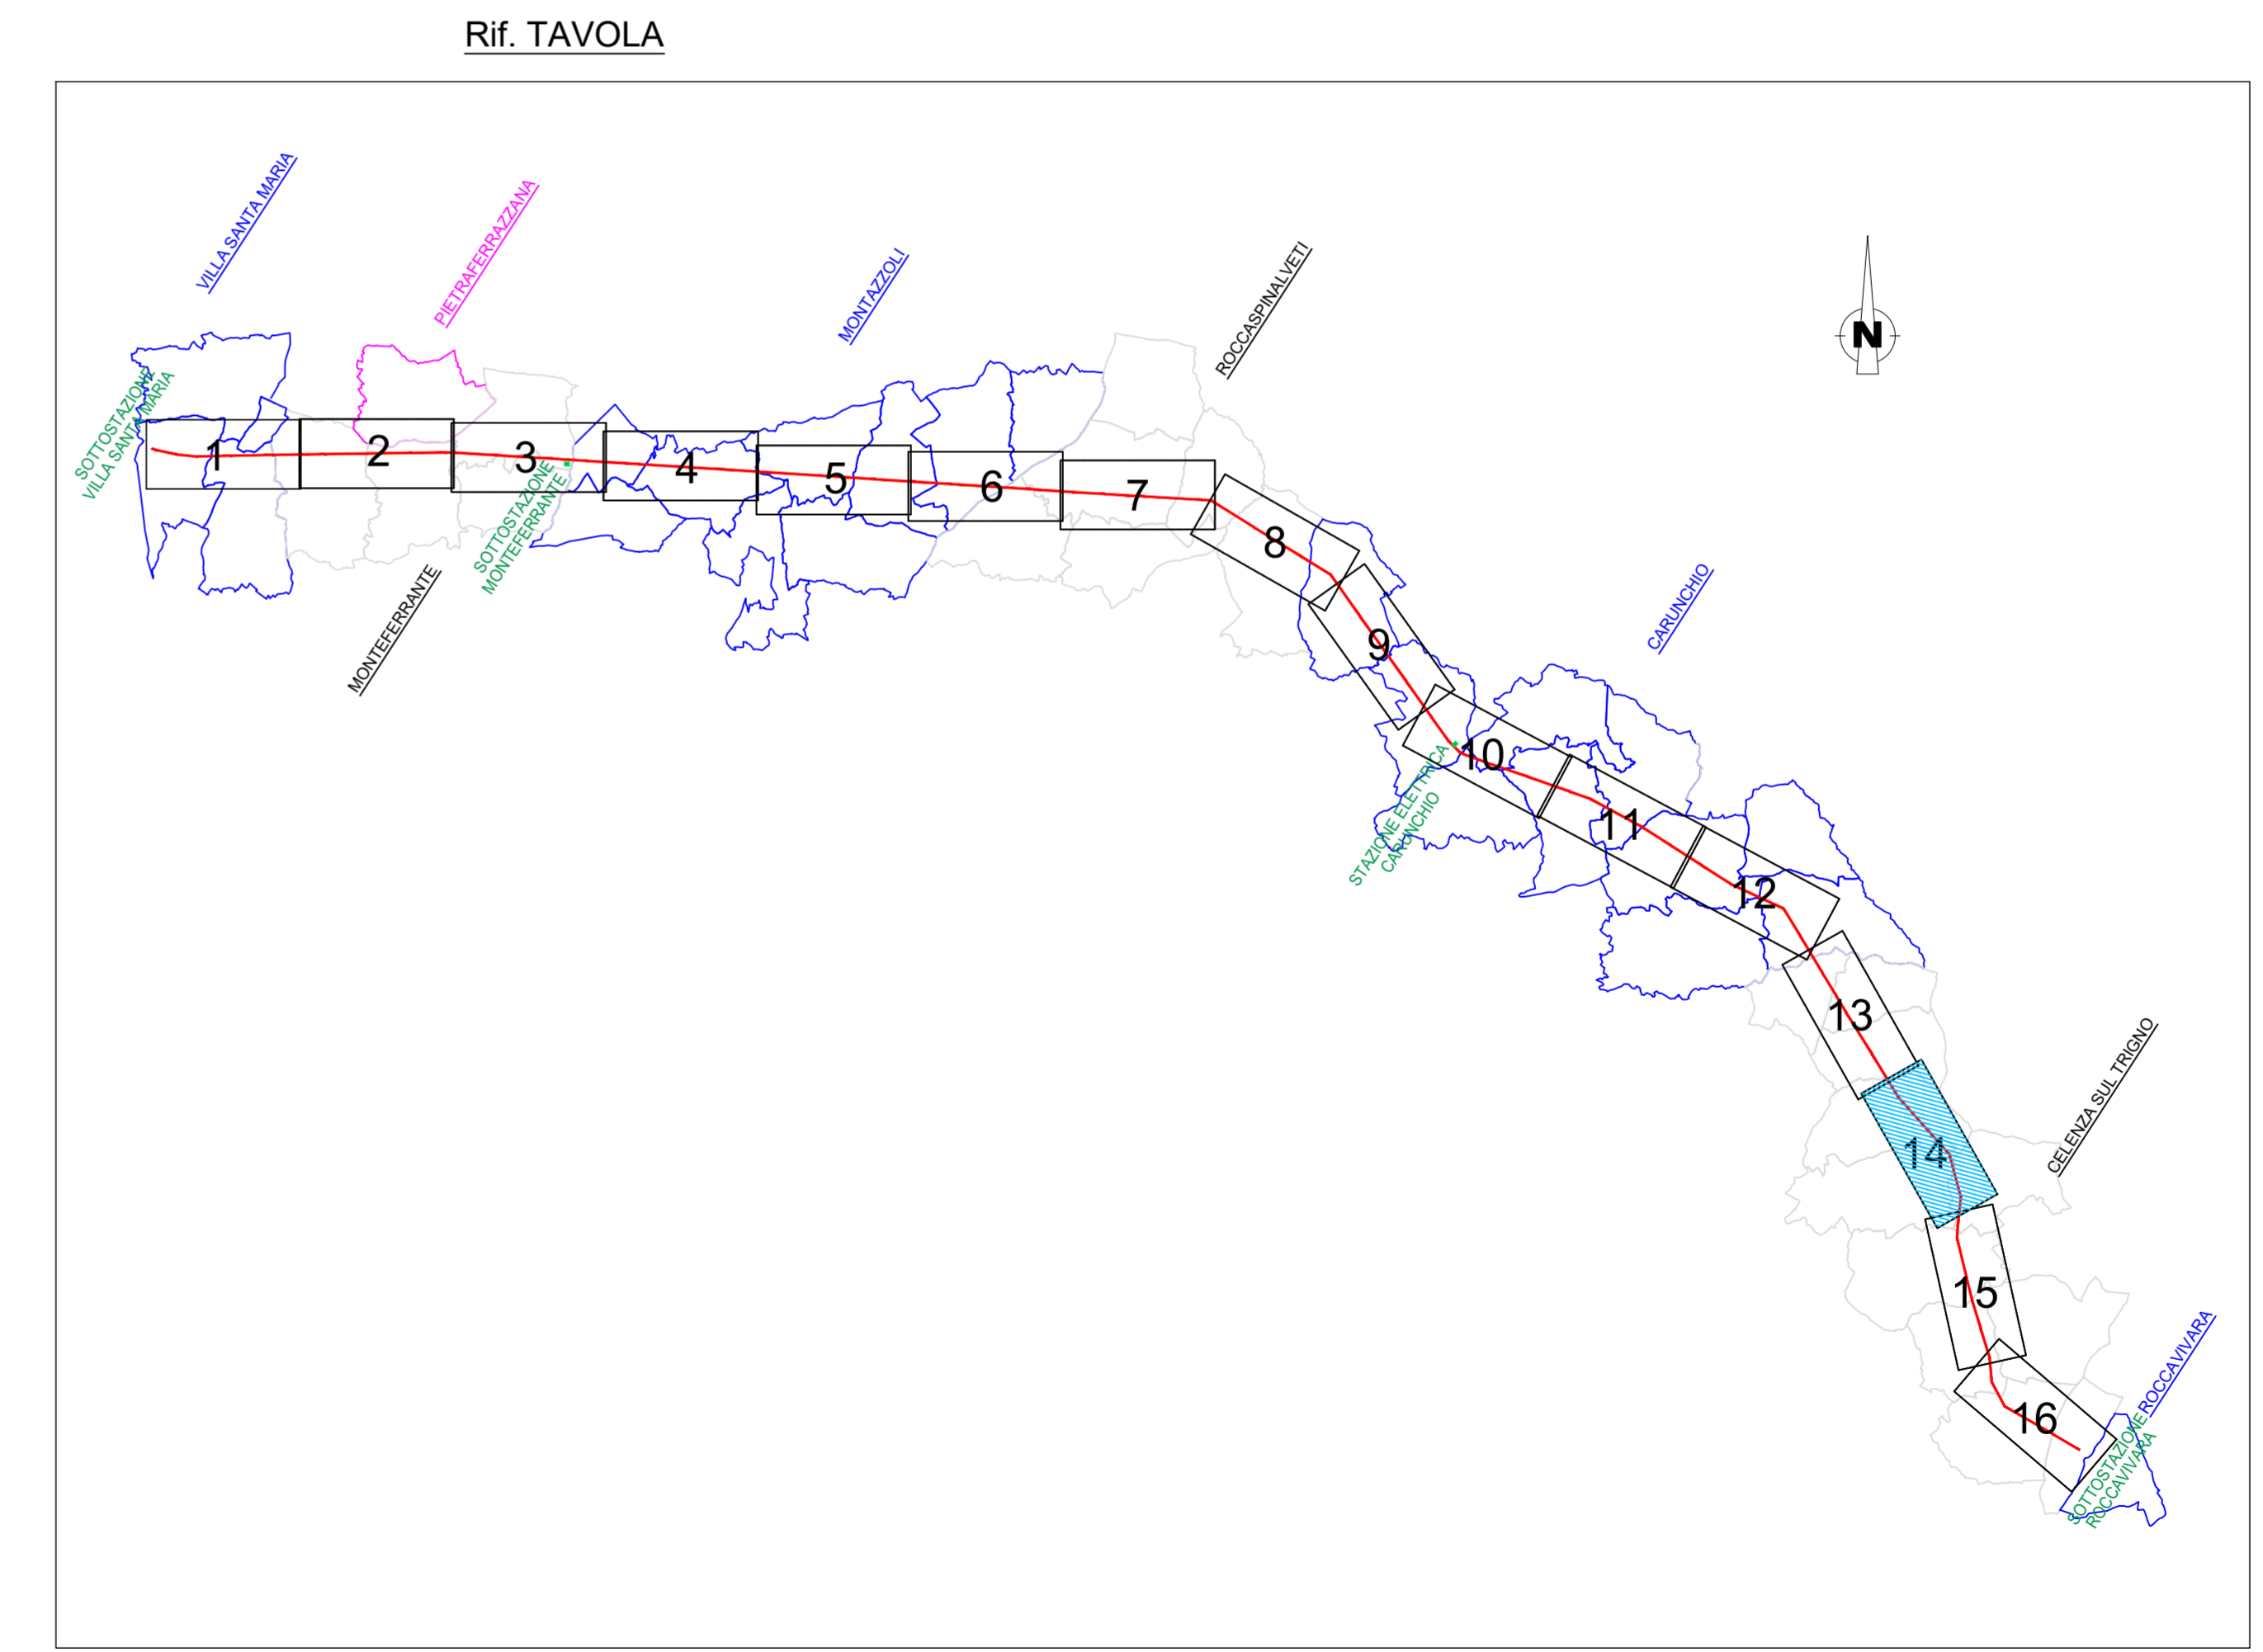 Rif. TAVOLA
VILLA SANTA MARIA
PIETRAFERRAZZANA
MONTAZZOLI
ROCCASPINALVETI
N
SOTTOSTAZIONE
VILLA SANTA MARIA
1
2
3
4
5
6
7
8
SOTTOSTAZIONE
MONTEFERRANTE
MONTEFERRANTE
CARUNCHIO
9
10
STAZIONE ELETTRICA
CARUNCHIO
11
12
13
CELENZA SUL TRIGNO
14
15
ROCCAVIVARA
16
SOTTOSTAZIONE
ROCCAVIVARA